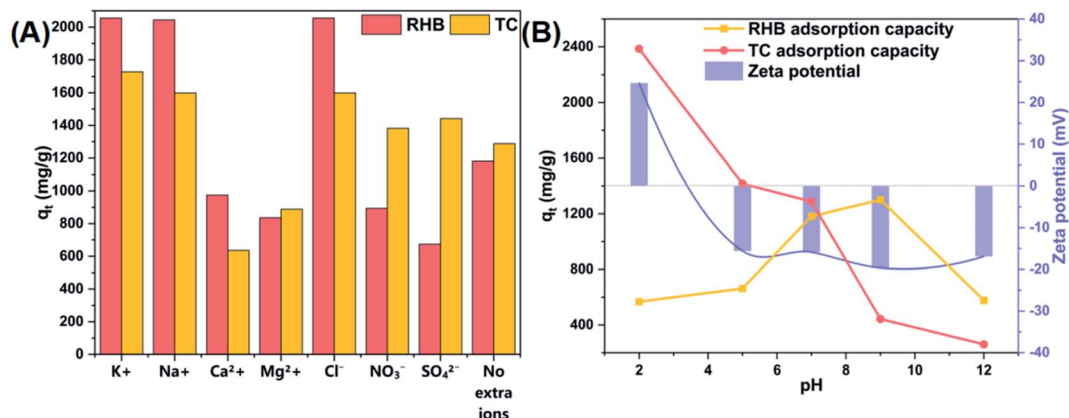 (A)
RHB TC
2000
1800
1600
1400
1200
1000
800
600
400
200
0
qt (mg/g)
K+ Na+ Ca²+ Mg²+ Cl⁻ NO₃⁻ SO₄²⁻ No extra ions
(B)
RHB adsorption capacity
TC adsorption capacity
Zeta potential
2400
2000
1600
1200
800
400
qt (mg/g)
2 4 6 8 10 12
pH
40
30
20
10
0
-10
-20
-30
-40
Zeta potential (mV)